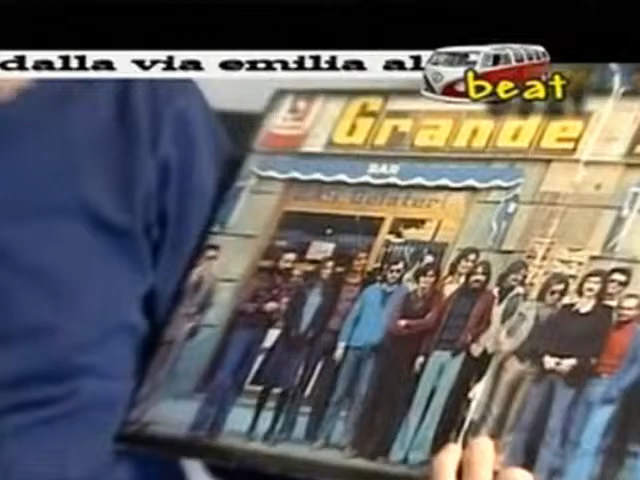 dalla via emilia al
beat
Grande
BAR
gelateri